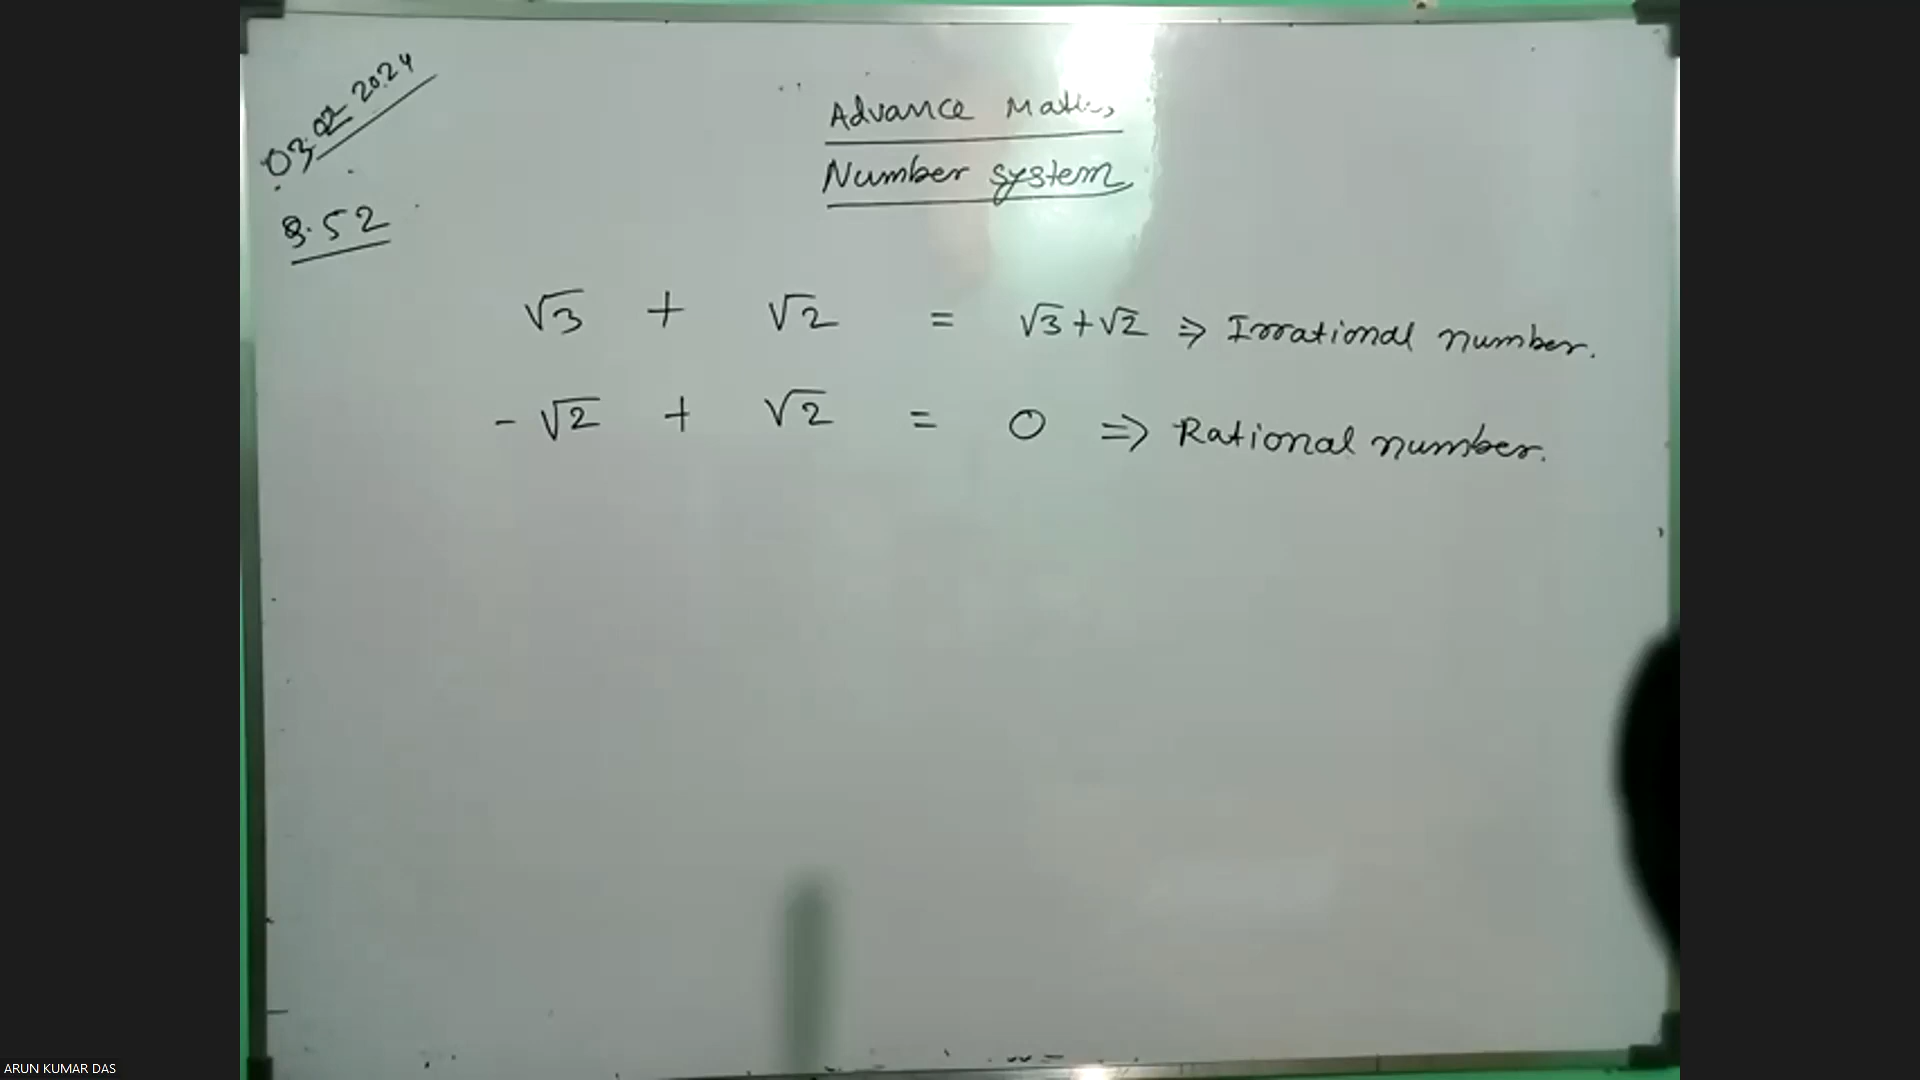 03.02.2024
8.52
Advance Maths
Number system
√3 + √2 = √3+√2 ⇒ Irrational number.
-√2 + √2 = 0 ⇒ Rational number.
ARUN KUMAR DAS